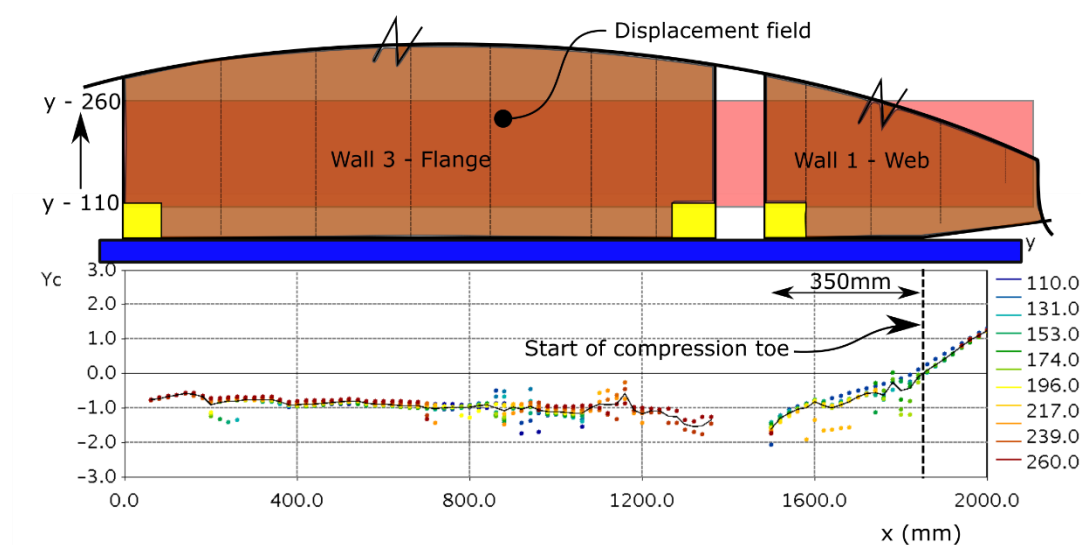 Displacement field
y - 260
Wall 3 - Flange
Wall 1 - Web
y - 110
y
Yc
3.0
2.0
1.0
0.0
-1.0
-2.0
-3.0
350mm
Start of compression toe
110.0
131.0
153.0
174.0
196.0
217.0
239.0
260.0
0.0
400.0
800.0
1200.0
1600.0
2000.0
x (mm)